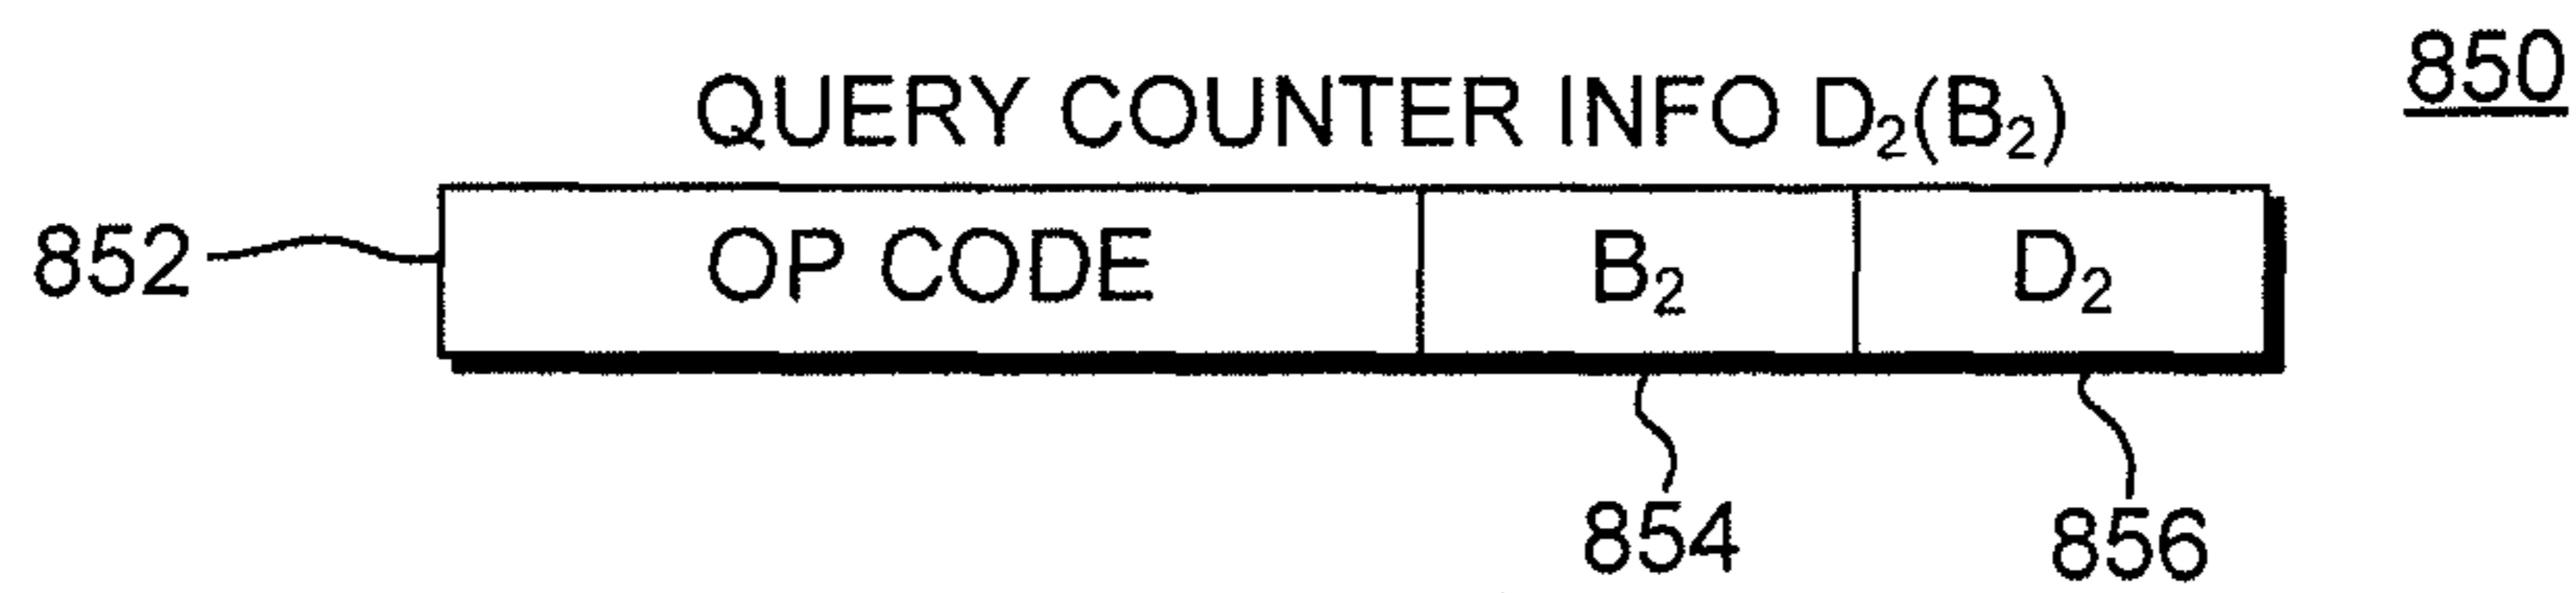 850
QUERY COUNTER INFO D₂(B₂)
852 OP CODE B₂ D₂
854 856